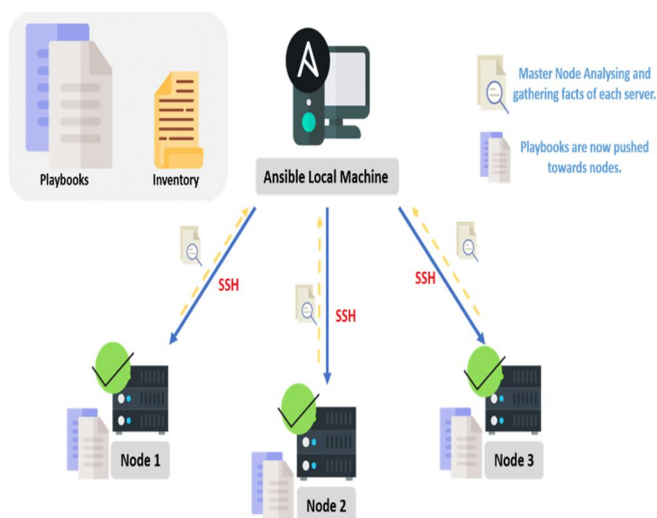 Master Node Analysing and
gathering facts of each server.
Playbooks are now pushed
towards nodes.
Playbooks
Inventory
Ansible Local Machine
SSH
SSH
SSH
Node 1
Node 2
Node 3